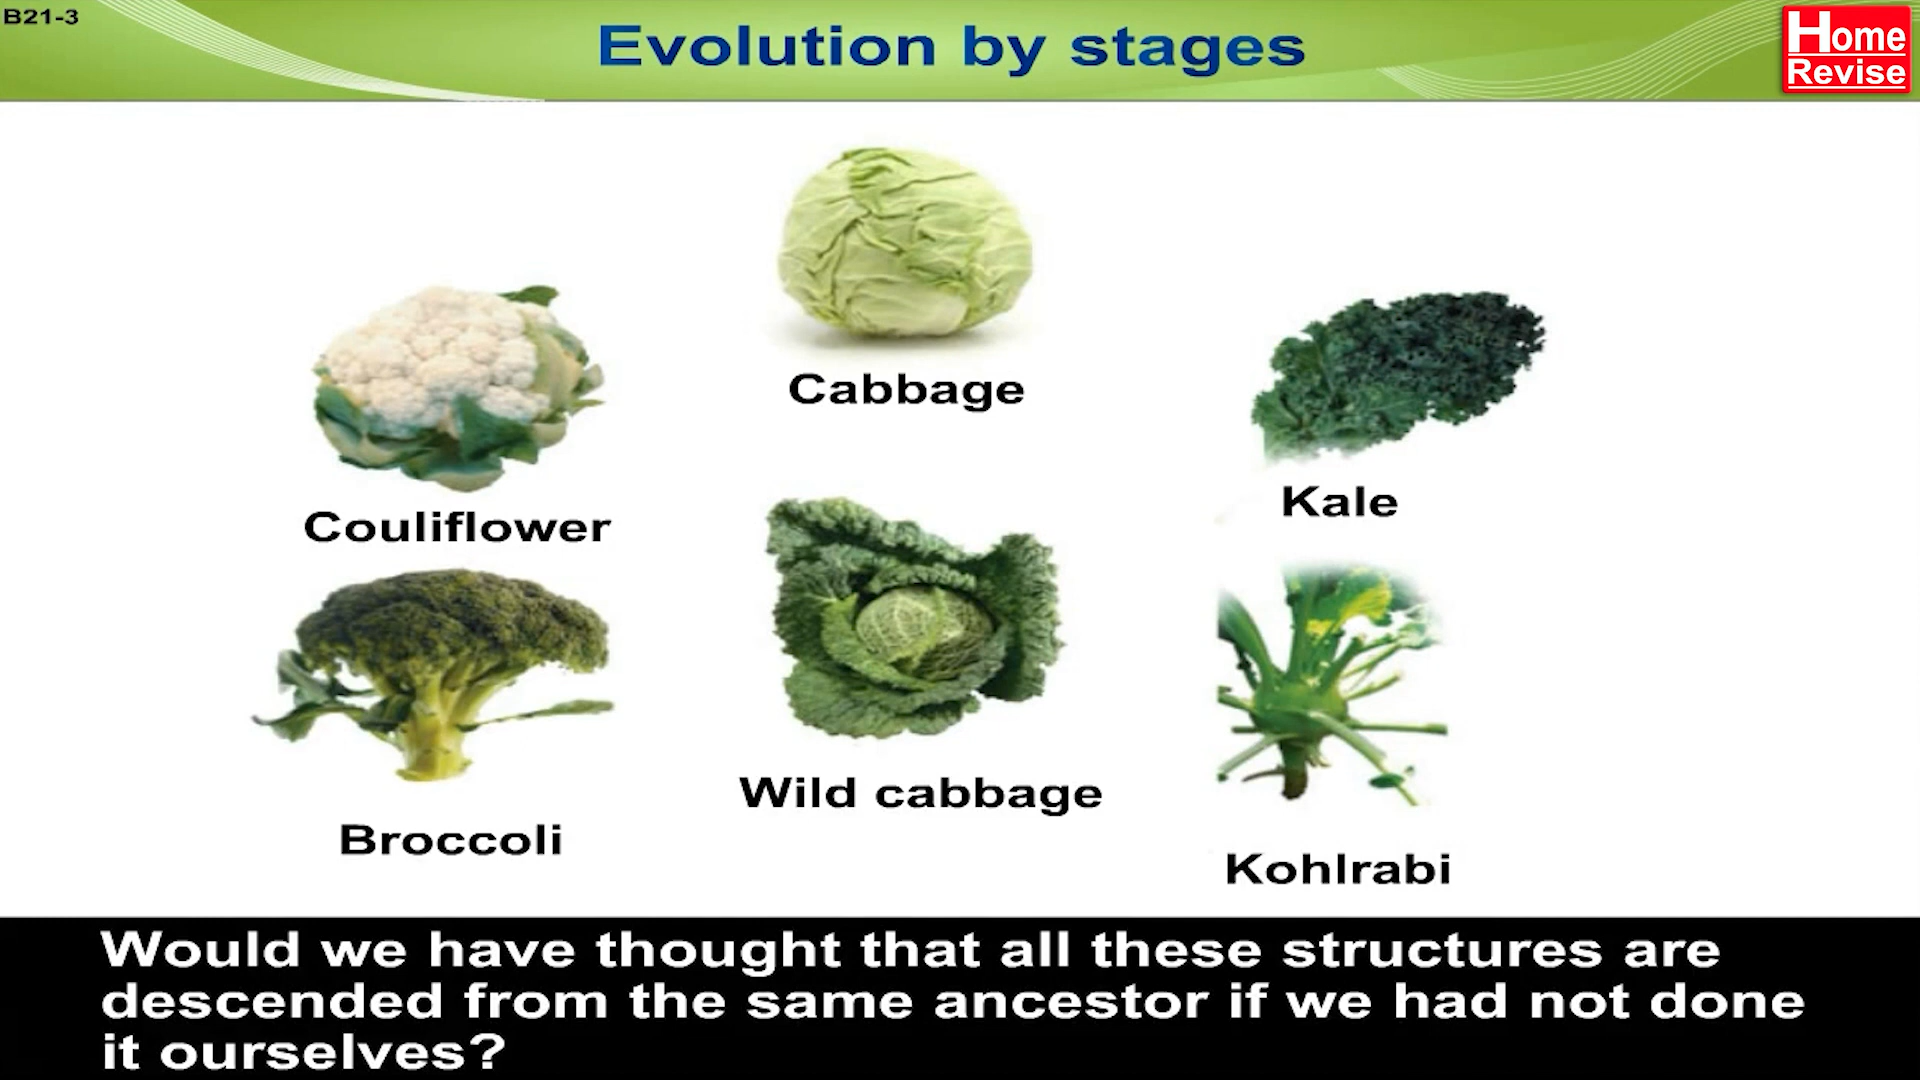 B21-3
Evolution by stages
Home
Revise
Cabbage
Couliflower
Kale
Wild cabbage
Broccoli
Kohlrabi
Would we have thought that all these structures are
descended from the same ancestor if we had not done
it ourselves?